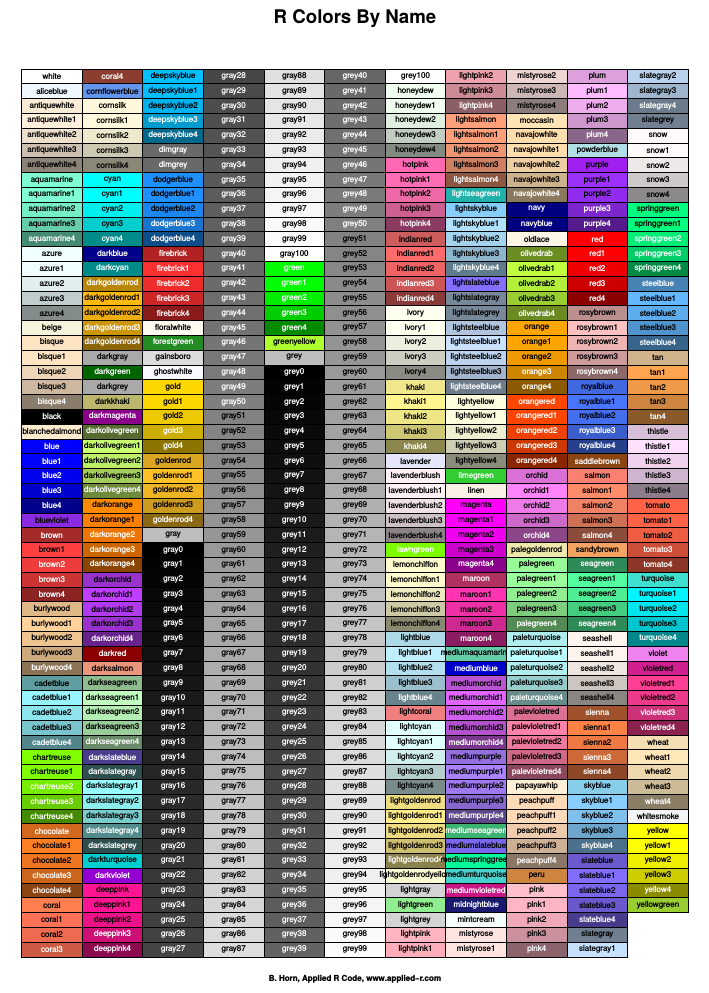 R Colors By Name
white
aliceblue
antiquewhite
antiquewhite1
antiquewhite2
antiquewhite3
antiquewhite4
aquamarine
aquamarine1
aquamarine2
aquamarine3
aquamarine4
azure
azure1
azure2
azure3
azure4
beige
bisque
bisque1
bisque2
bisque3
bisque4
black
blanchedalmond
blue
blue1
blue2
blue3
blue4
blueviolet
brown
brown1
brown2
brown3
brown4
burlywood
burlywood1
burlywood2
burlywood3
burlywood4
cadetblue
cadetblue1
cadetblue2
cadetblue3
cadetblue4
chartreuse
chartreuse1
chartreuse2
chartreuse3
chartreuse4
chocolate
chocolate1
chocolate2
chocolate3
chocolate4
coral
coral1
coral2
coral3
coral4
cornflowerblue
cornsilk
cornsilk1
cornsilk2
cornsilk3
cornsilk4
cyan
cyan1
cyan2
cyan3
cyan4
darkblue
darkcyan
darkgoldenrod
darkgoldenrod1
darkgoldenrod2
darkgoldenrod3
darkgoldenrod4
darkgray
darkgreen
darkgrey
darkkhaki
darkmagenta
darkolivegreen
darkolivegreen1
darkolivegreen2
darkolivegreen3
darkolivegreen4
darkorange
darkorange1
darkorange2
darkorange3
darkorange4
darkorchid
darkorchid1
darkorchid2
darkorchid3
darkorchid4
darkred
darksalmon
darkseagreen
darkseagreen1
darkseagreen2
darkseagreen3
darkseagreen4
darkslateblue
darkslategray
darkslategray1
darkslategray2
darkslategray3
darkslategray4
darkslategrey
darkturquoise
darkviolet
deeppink
deeppink1
deeppink2
deeppink3
deeppink4
deepskyblue
deepskyblue1
deepskyblue2
deepskyblue3
deepskyblue4
dimgray
dimgrey
dodgerblue
dodgerblue1
dodgerblue2
dodgerblue3
dodgerblue4
firebrick
firebrick1
firebrick2
firebrick3
firebrick4
floralwhite
forestgreen
gainsboro
ghostwhite
gold
gold1
gold2
gold3
gold4
goldenrod
goldenrod1
goldenrod2
goldenrod3
goldenrod4
gray
gray0
gray1
gray2
gray3
gray4
gray5
gray6
gray7
gray8
gray9
gray10
gray11
gray12
gray13
gray14
gray15
gray16
gray17
gray18
gray19
gray20
gray21
gray22
gray23
gray24
gray25
gray26
gray27
gray28
gray29
gray30
gray31
gray32
gray33
gray34
gray35
gray36
gray37
gray38
gray39
gray40
gray41
gray42
gray43
gray44
gray45
gray46
gray47
gray48
gray49
gray50
gray51
gray52
gray53
gray54
gray55
gray56
gray57
gray58
gray59
gray60
gray61
gray62
gray63
gray64
gray65
gray66
gray67
gray68
gray69
gray70
gray71
gray72
gray73
gray74
gray75
gray76
gray77
gray78
gray79
gray80
gray81
gray82
gray83
gray84
gray85
gray86
gray87
gray88
gray89
gray90
gray91
gray92
gray93
gray94
gray95
gray96
gray97
gray98
gray99
gray100
green
green1
green2
green3
green4
greenyellow
grey
grey0
grey1
grey2
grey3
grey4
grey5
grey6
grey7
grey8
grey9
grey10
grey11
grey12
grey13
grey14
grey15
grey16
grey17
grey18
grey19
grey20
grey21
grey22
grey23
grey24
grey25
grey26
grey27
grey28
grey29
grey30
grey31
grey32
grey33
grey34
grey35
grey36
grey37
grey38
grey39
grey40
grey41
grey42
grey43
grey44
grey45
grey46
grey47
grey48
grey49
grey50
grey51
grey52
grey53
grey54
grey55
grey56
grey57
grey58
grey59
grey60
grey61
grey62
grey63
grey64
grey65
grey66
grey67
grey68
grey69
grey70
grey71
grey72
grey73
grey74
grey75
grey76
grey77
grey78
grey79
grey80
grey81
grey82
grey83
grey84
grey85
grey86
grey87
grey88
grey89
grey90
grey91
grey92
grey93
grey94
grey95
grey96
grey97
grey98
grey99
grey100
honeydew
honeydew1
honeydew2
honeydew3
honeydew4
hotpink
hotpink1
hotpink2
hotpink3
hotpink4
indianred
indianred1
indianred2
indianred3
indianred4
ivory
ivory1
ivory2
ivory3
ivory4
khaki
khaki1
khaki2
khaki3
khaki4
lavender
lavenderblush
lavenderblush1
lavenderblush2
lavenderblush3
lavenderblush4
lawngreen
lemonchiffon
lemonchiffon1
lemonchiffon2
lemonchiffon3
lemonchiffon4
lightblue
lightblue1
lightblue2
lightblue3
lightblue4
lightcoral
lightcyan
lightcyan1
lightcyan2
lightcyan3
lightcyan4
lightgoldenrod
lightgoldenrod1
lightgoldenrod2
lightgoldenrod3
lightgoldenrod
lightgoldenrodyello
lightgray
lightgreen
lightgrey
lightpink
lightpink1
lightpink2
lightpink3
lightpink4
lightsalmon
lightsalmon1
lightsalmon2
lightsalmon3
lightsalmon4
lightseagreen
lightskyblue
lightskyblue1
lightskyblue2
lightskyblue3
lightskyblue4
lightslateblue
lightslategray
lightslategrey
lightsteelblue
lightsteelblue1
lightsteelblue2
lightsteelblue3
lightsteelblue4
lightyellow
lightyellow1
lightyellow2
lightyellow3
lightyellow4
limegreen
linen
magenta
magenta1
magenta2
magenta3
magenta4
maroon
maroon1
maroon2
maroon3
maroon4
mediumaquamarin
mediumblue
mediumorchid
mediumorchid1
mediumorchid2
mediumorchid3
mediumorchid4
mediumpurple
mediumpurple1
mediumpurple2
mediumpurple3
mediumpurple4
mediumseagreen
mediumslateblue
mediumspringgree
mediumturquoise
mediumvioletred
midnightblue
mintcream
mistyrose
mistyrose1
mistyrose2
mistyrose3
mistyrose4
moccasin
navajowhite
navajowhite1
navajowhite2
navajowhite3
navajowhite4
navy
navyblue
oldlace
olivedrab
olivedrab1
olivedrab2
olivedrab3
olivedrab4
orange
orange1
orange2
orange3
orange4
orangered
orangered1
orangered2
orangered3
orangered4
orchid
orchid1
orchid2
orchid3
orchid4
palegoldenrod
palegreen
palegreen1
palegreen2
palegreen3
palegreen4
paleturquoise
paleturquoise1
paleturquoise2
paleturquoise3
paleturquoise4
palevioletred
palevioletred1
palevioletred2
palevioletred3
palevioletred4
papayawhip
peachpuff
peachpuff1
peachpuff2
peachpuff3
peachpuff4
peru
pink
pink1
pink2
pink3
pink4
plum
plum1
plum2
plum3
plum4
powderblue
purple
purple1
purple2
purple3
purple4
red
red1
red2
red3
red4
rosybrown
rosybrown1
rosybrown2
rosybrown3
rosybrown4
royalblue
royalblue1
royalblue2
royalblue3
royalblue4
saddlebrown
salmon
salmon1
salmon2
salmon3
salmon4
sandybrown
seagreen
seagreen1
seagreen2
seagreen3
seagreen4
seashell
seashell1
seashell2
seashell3
seashell4
sienna
sienna1
sienna2
sienna3
sienna4
skyblue
skyblue1
skyblue2
skyblue3
skyblue4
slateblue
slateblue1
slateblue2
slateblue3
slateblue4
slategray
slategray1
slategray2
slategray3
slategray4
slategrey
snow
snow1
snow2
snow3
snow4
springgreen
springgreen1
springgreen2
springgreen3
springgreen4
steelblue
steelblue1
steelblue2
steelblue3
steelblue4
tan
tan1
tan2
tan3
tan4
thistle
thistle1
thistle2
thistle3
thistle4
tomato
tomato1
tomato2
tomato3
tomato4
turquoise
turquoise1
turquoise2
turquoise3
turquoise4
violet
violetred
violetred1
violetred2
violetred3
violetred4
wheat
wheat1
wheat2
wheat3
wheat4
whitesmoke
yellow
yellow1
yellow2
yellow3
yellow4
yellowgreen
B. Horn, Applied R Code, www.applied-r.com